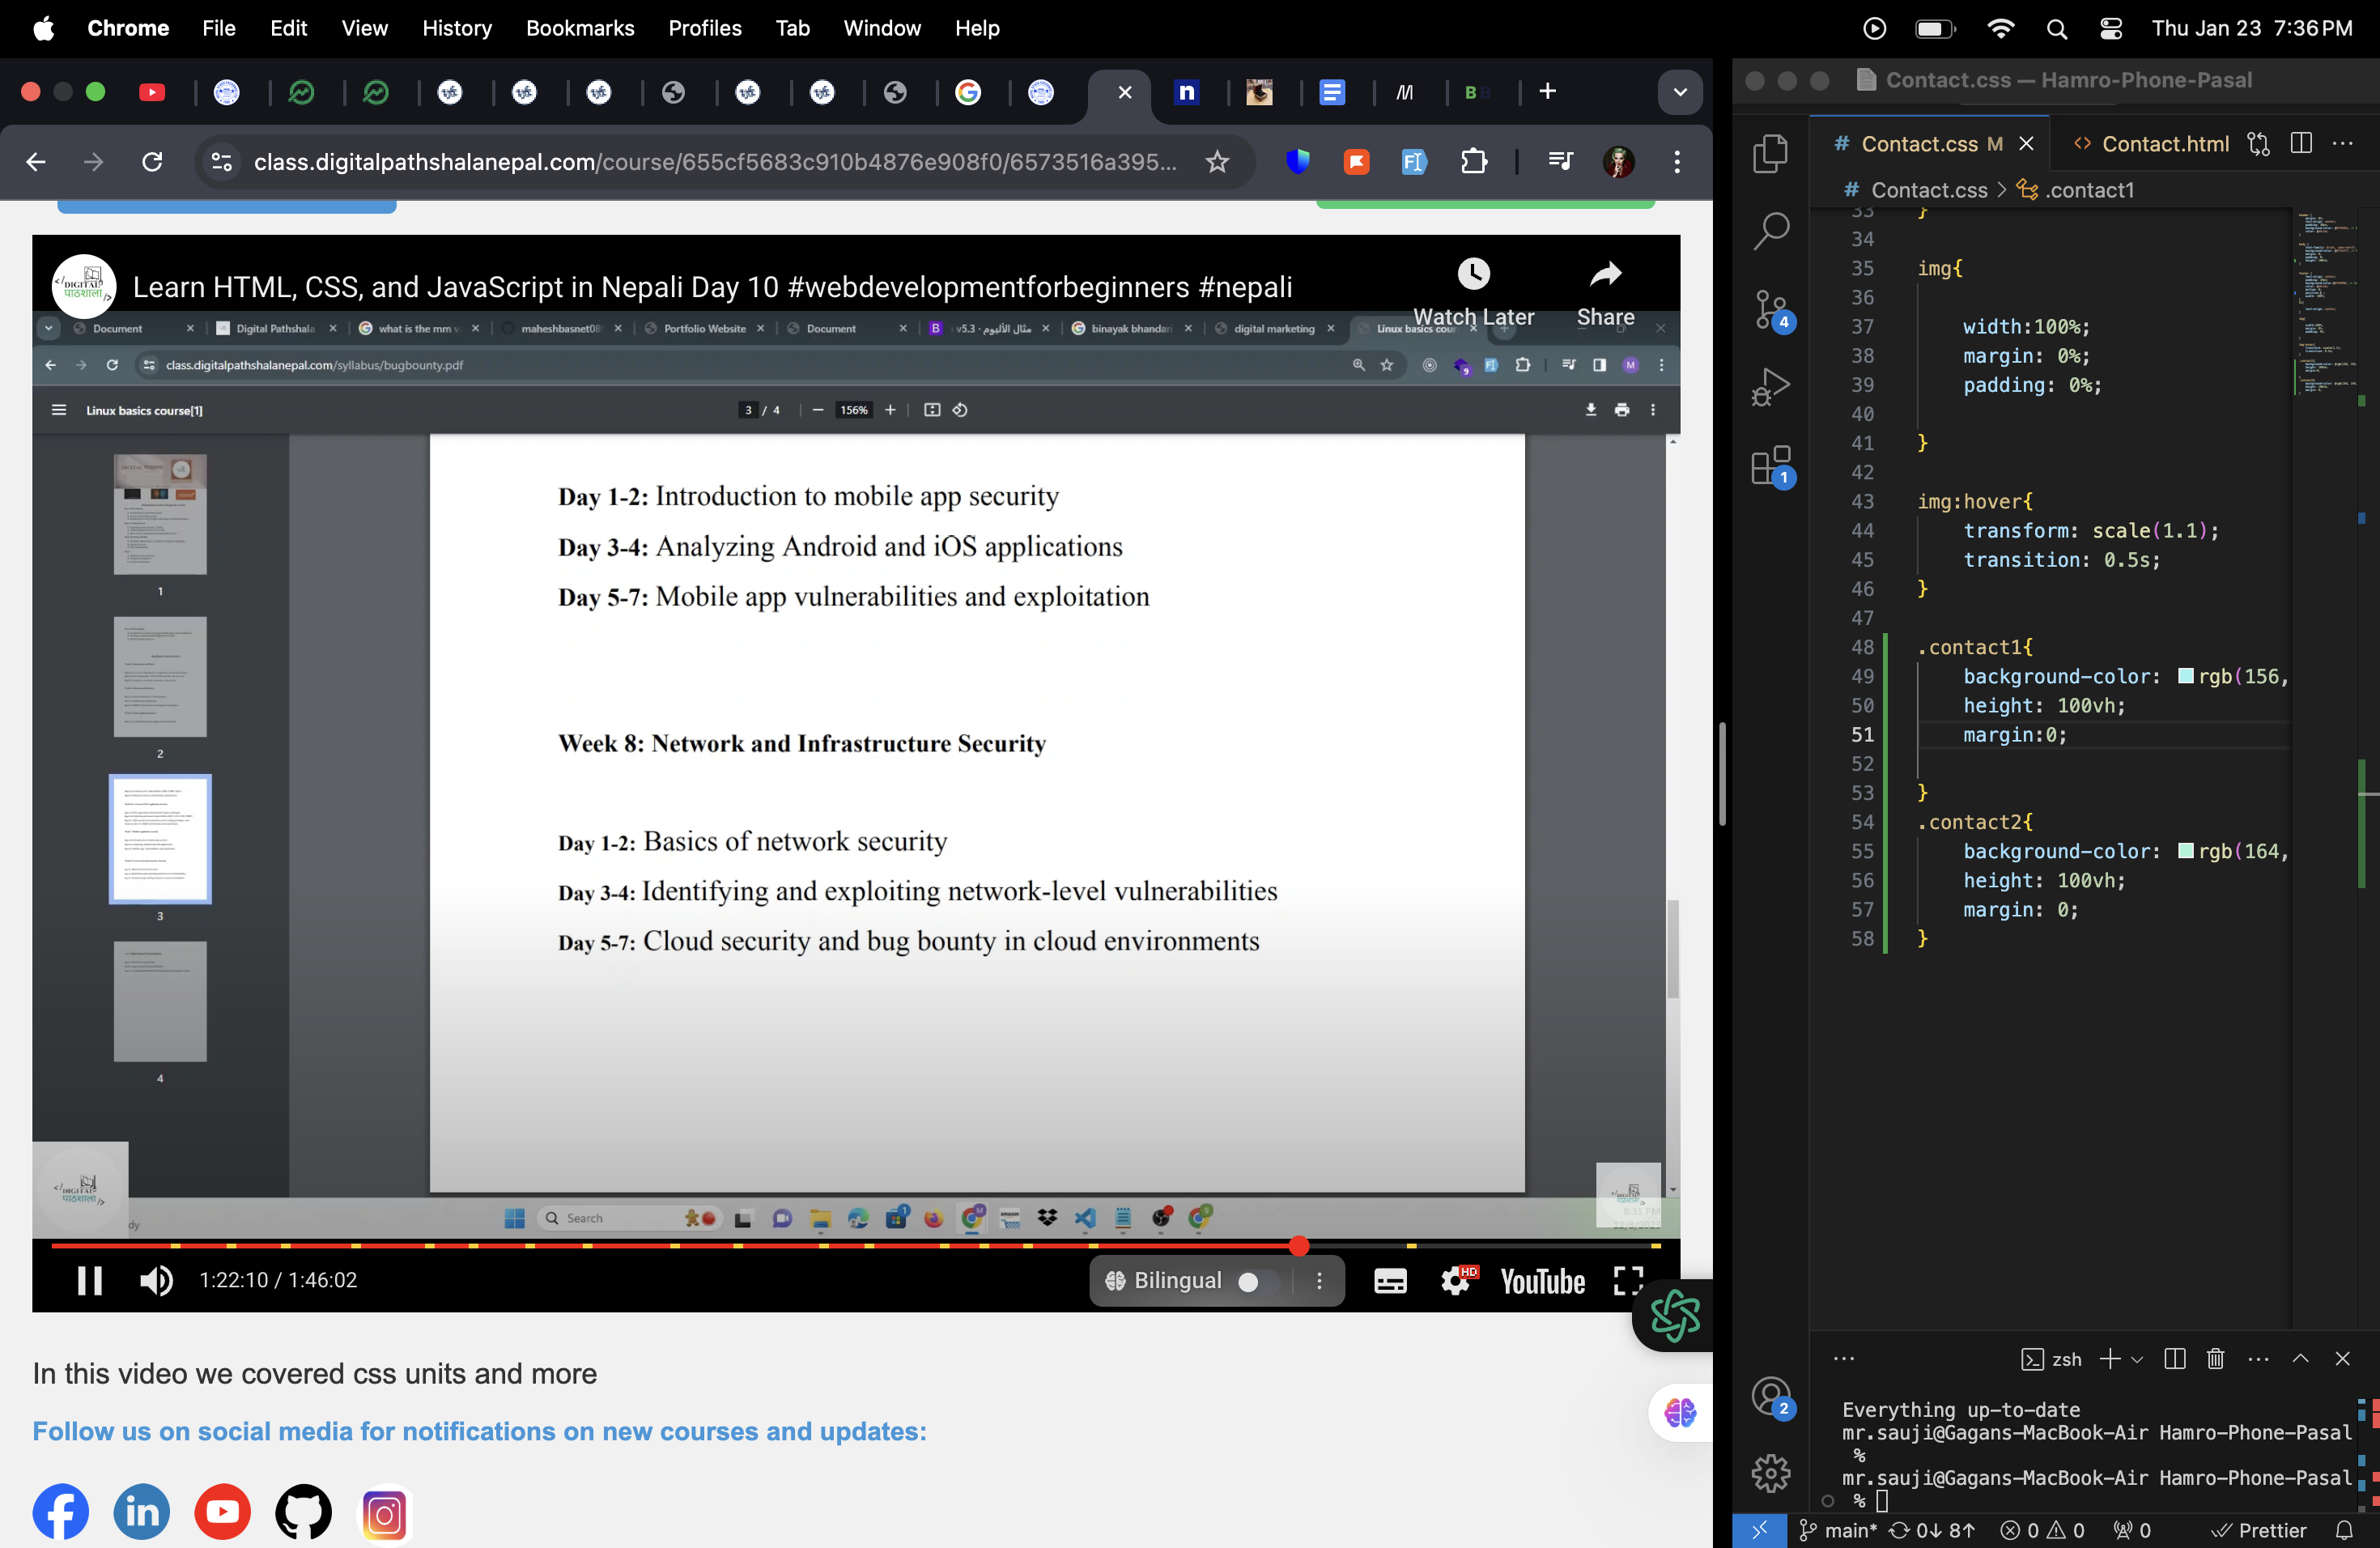 Chrome File Edit View History Bookmarks Profiles Tab Window Help Thu Jan 23 7:36 PM
class.digitalpathshalanepal.com/course/655cf5683c910b4876e908f0/6573516a395...
</DIGITAL
पाठशाला/>
Learn HTML, CSS, and JavaScript in Nepali Day 10 #webdevelopmentforbeginners #nepali
Watch Later
Share
Document
Digital Pathshala
what is the mm
maheshbasnet08
Portfolio Website
Document
B v5.3 · مثال الألبوم
binayak bhandari
digital marketing
Linux basics cour
class.digitalpathshalanepal.com/syllabus/bugbounty.pdf
Linux basics course[1]
3 / 4
156%
1
2
3
4
Day 1-2: Introduction to mobile app security
Day 3-4: Analyzing Android and iOS applications
Day 5-7: Mobile app vulnerabilities and exploitation
Week 8: Network and Infrastructure Security
Day 1-2: Basics of network security
Day 3-4: Identifying and exploiting network-level vulnerabilities
Day 5-7: Cloud security and bug bounty in cloud environments
Search
1:22:10 / 1:46:02
Bilingual
HD
YouTube
In this video we covered css units and more
Follow us on social media for notifications on new courses and updates:
Contact.css — Hamro-Phone-Pasal
# Contact.css M
<> Contact.html
# Contact.css > .contact1
33 }
34
35 img{
36
37 width:100%;
38 margin: 0%;
39 padding: 0%;
40
41 }
42
43 img:hover{
44 transform: scale(1.1);
45 transition: 0.5s;
46 }
47
48 .contact1{
49 background-color: rgb(156,
50 height: 100vh;
51 margin:0;
52
53 }
54 .contact2{
55 background-color: rgb(164,
56 height: 100vh;
57 margin: 0;
58 }
4
1
2
zsh
Everything up-to-date
mr.sauji@Gagans-MacBook-Air Hamro-Phone-Pasal
%
mr.sauji@Gagans-MacBook-Air Hamro-Phone-Pasal
%
main* 0↓ 8↑ 0 0 0 Prettier